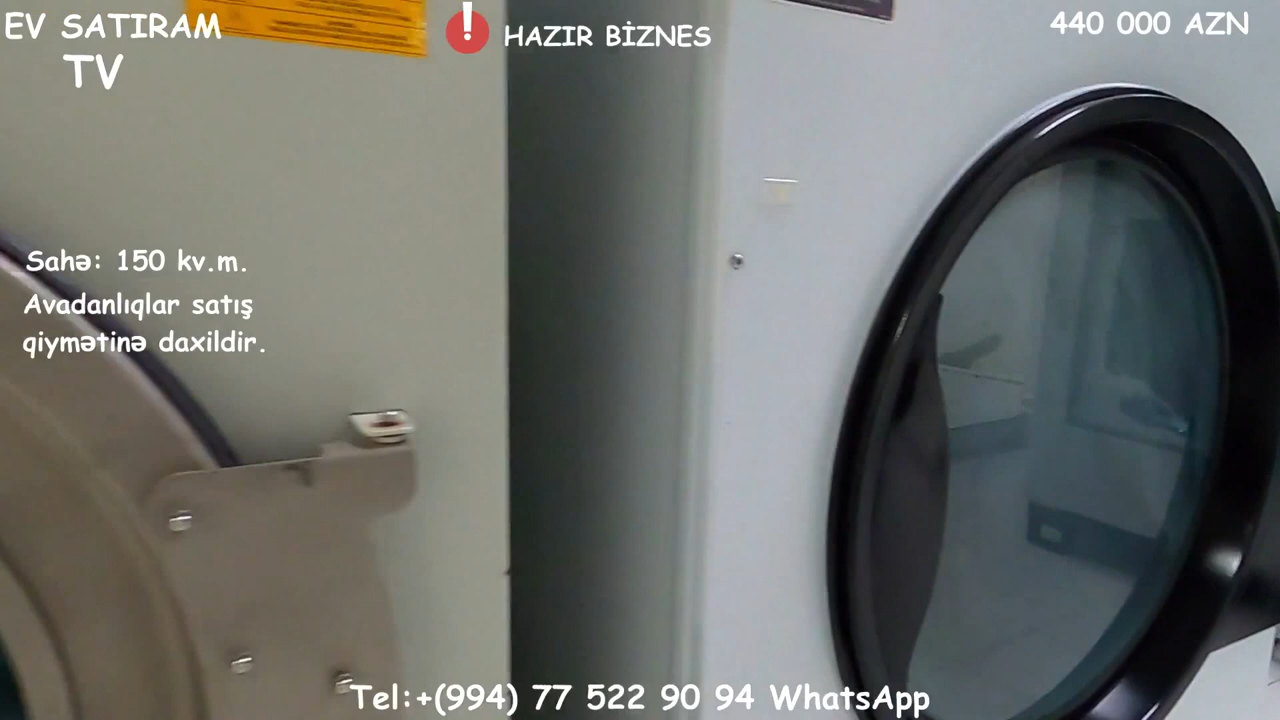 EV SATIRAM
TV
HAZIR BİZNES
440 000 AZN
Sahə: 150 kv.m.
Avadanlıqlar satış
qiymətinə daxildir.
Tel:+(994) 77 522 90 94 WhatsApp